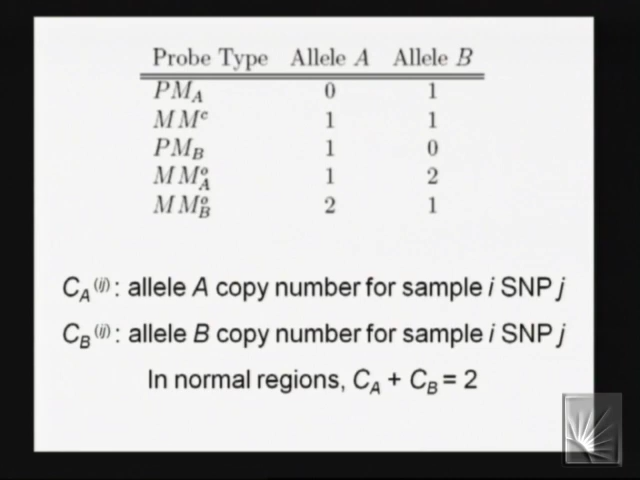 Probe Type Allele A Allele B
PM_A 0 1
MM^c 1 1
PM_B 1 0
MM^o_A 1 2
MM^o_B 2 1
C_A^(ij) : allele A copy number for sample i SNP j
C_B^(ij) : allele B copy number for sample i SNP j
In normal regions, C_A + C_B = 2